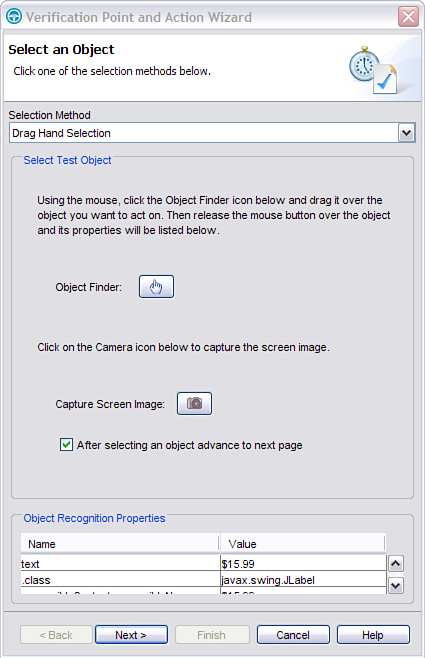 Verification Point and Action Wizard
Select an Object
Click one of the selection methods below.
Selection Method
Drag Hand Selection
Select Test Object
Using the mouse, click the Object Finder icon below and drag it over the
object you want to act on. Then release the mouse button over the object
and its properties will be listed below.
Object Finder:
Click on the Camera icon below to capture the screen image.
Capture Screen Image:
After selecting an object advance to next page
Object Recognition Properties
Name Value
text $15.99
.class javax.swing.JLabel
< Back Next > Finish Cancel Help